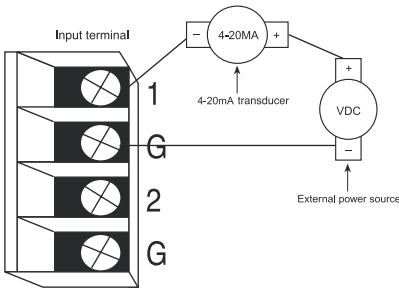 Input terminal
– 4-20MA +
1
4-20mA transducer
+
VDC
G
–
2
External power source
G